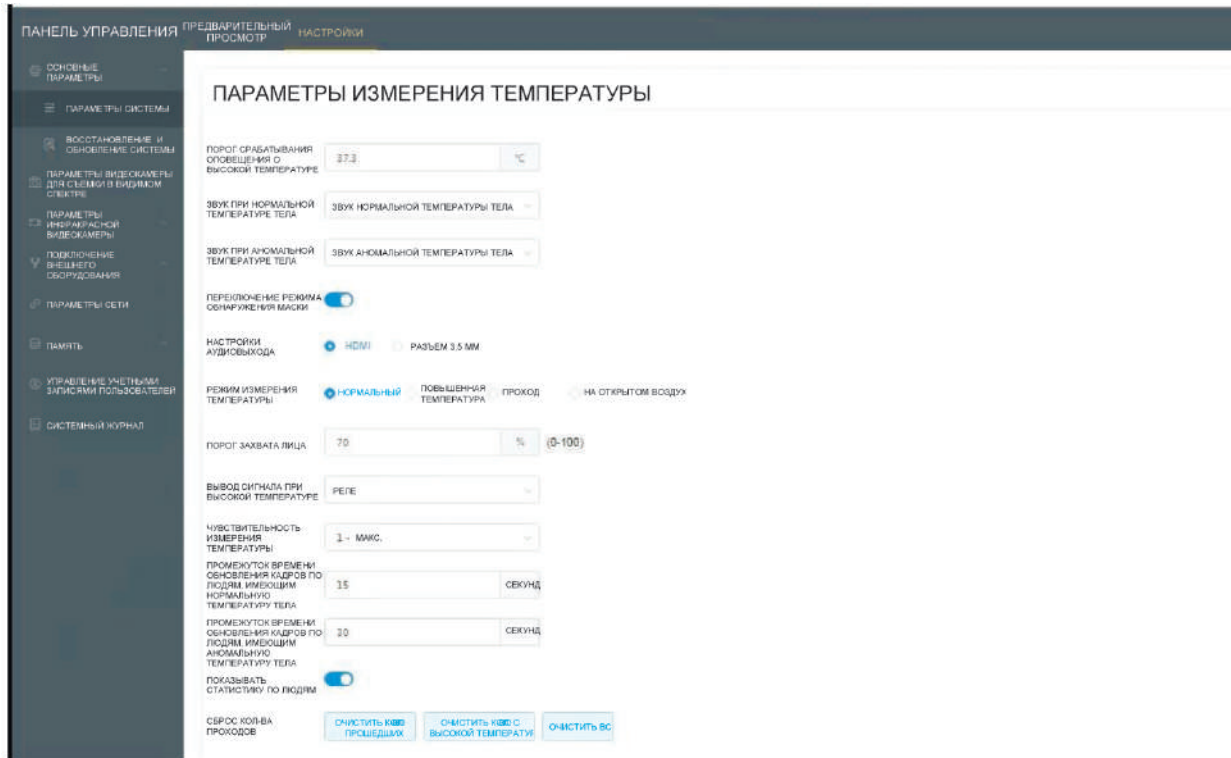 ПАНЕЛЬ УПРАВЛЕНИЯ
ПРЕДВАРИТЕЛЬНЫЙ
ПРОСМОТР
НАСТРОЙКИ
ОСНОВНЫЕ
ПАРАМЕТРЫ
ПАРАМЕТРЫ СИСТЕМЫ
ВОССТАНОВЛЕНИЕ И
ОБНОВЛЕНИЕ СИСТЕМЫ
ПАРАМЕТРЫ ВИДЕОКАМЕРЫ
ДЛЯ СЪЕМКИ В ВИДИМОМ
СПЕКТРЕ
ПАРАМЕТРЫ
ИНФРАКРАСНОЙ
ВИДЕОКАМЕРЫ
ПОДКЛЮЧЕНИЕ
ВНЕШНЕГО
ОБОРУДОВАНИЯ
ПАРАМЕТРЫ СЕТИ
ПАМЯТЬ
УПРАВЛЕНИЕ УЧЕТНЫМИ
ЗАПИСЯМИ ПОЛЬЗОВАТЕЛЕЙ
СИСТЕМНЫЙ ЖУРНАЛ
ПАРАМЕТРЫ ИЗМЕРЕНИЯ ТЕМПЕРАТУРЫ
ПОРОГ СРАБАТЫВАНИЯ
ОПОВЕЩЕНИЯ О
ВЫСОКОЙ ТЕМПЕРАТУРЕ
37.3 °C
ЗВУК ПРИ НОРМАЛЬНОЙ
ТЕМПЕРАТУРЕ ТЕЛА
ЗВУК НОРМАЛЬНОЙ ТЕМПЕРАТУРЫ ТЕЛА
ЗВУК ПРИ АНОМАЛЬНОЙ
ТЕМПЕРАТУРЕ ТЕЛА
ЗВУК АНОМАЛЬНОЙ ТЕМПЕРАТУРЫ ТЕЛА
ПЕРЕКЛЮЧЕНИЕ РЕЖИМА
ОБНАРУЖЕНИЯ МАСКИ
НАСТРОЙКИ
АУДИОВЫХОДА
HDMI
РАЗЪЕМ 3,5 ММ
РЕЖИМ ИЗМЕРЕНИЯ
ТЕМПЕРАТУРЫ
НОРМАЛЬНЫЙ
ПОВЫШЕННАЯ
ТЕМПЕРАТУРА
ПРОХОД
НА ОТКРЫТОМ ВОЗДУХ
ПОРОГ ЗАХВАТА ЛИЦА
70 % (0-100)
ВЫВОД СИГНАЛА ПРИ
ВЫСОКОЙ ТЕМПЕРАТУРЕ
РЕЛЕ
ЧУВСТВИТЕЛЬНОСТЬ
ИЗМЕРЕНИЯ
ТЕМПЕРАТУРЫ
1 - МАКС.
ПРОМЕЖУТОК ВРЕМЕНИ
ОБНОВЛЕНИЯ КАДРОВ ПО
ЛЮДЯМ, ИМЕЮЩИМ
НОРМАЛЬНУЮ
ТЕМПЕРАТУРУ ТЕЛА
15 СЕКУНД
ПРОМЕЖУТОК ВРЕМЕНИ
ОБНОВЛЕНИЯ КАДРОВ ПО
ЛЮДЯМ, ИМЕЮЩИМ
АНОМАЛЬНУЮ
ТЕМПЕРАТУРУ ТЕЛА
СЕКУНД
ПОКАЗЫВАТЬ
СТАТИСТИКУ ПО ЛЮДЯМ
СБРОС КОЛ-ВА
ПРОХОДОВ
ОЧИСТИТЬ
ПРОШЕДШИХ
ОЧИСТИТЬ С
ВЫСОКОЙ ТЕМПЕРАТУР
ОЧИСТИТЬ ВС